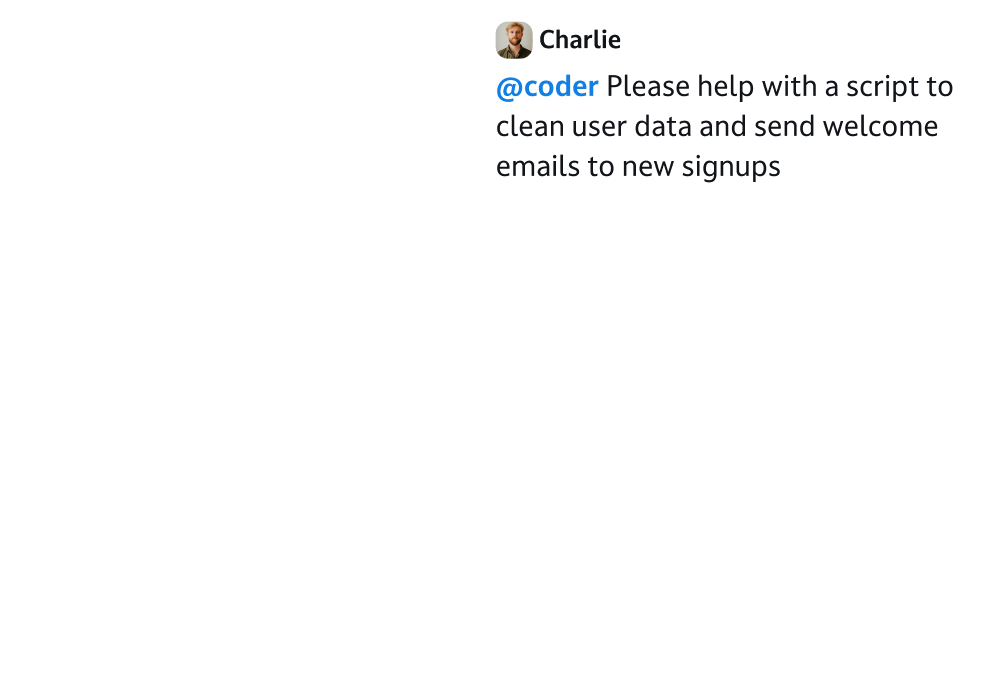 Charlie
@coder Please help with a script to
clean user data and send welcome
emails to new signups